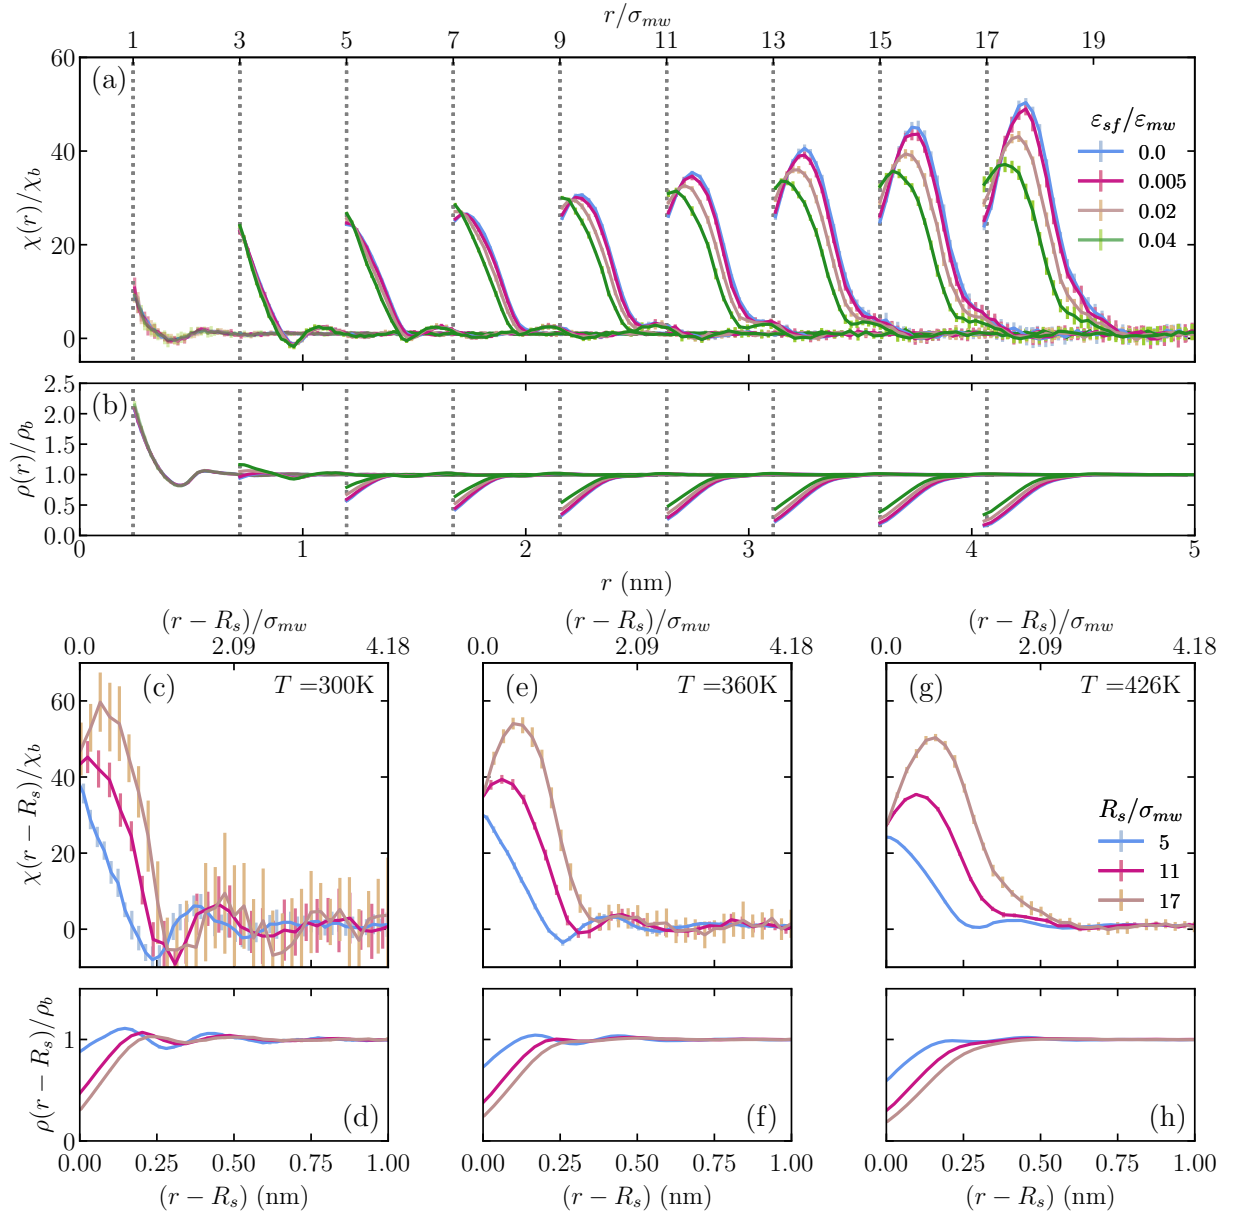 r/σ_mw
1 3 5 7 9 11 13 15 17 19
(a)
χ(r)/χ_b
60
40
20
0
ε_sf/ε_mw
0.0
0.005
0.02
0.04
(b)
ρ(r)/ρ_b
2.5
2.0
1.5
1.0
0.5
0.0
0 1 2 3 4 5
r (nm)
(r − R_s)/σ_mw (r − R_s)/σ_mw (r − R_s)/σ_mw
0.0 2.09 4.18 0.0 2.09 4.18 0.0 2.09 4.18
(c) T =300K (e) T =360K (g) T =426K
χ(r − R_s)/χ_b
60
40
20
0
R_s/σ_mw
5
11
17
ρ(r − R_s)/ρ_b
1
0
(d) (f) (h)
0.00 0.25 0.50 0.75 1.00 0.00 0.25 0.50 0.75 1.00 0.00 0.25 0.50 0.75 1.00
(r − R_s) (nm) (r − R_s) (nm) (r − R_s) (nm)